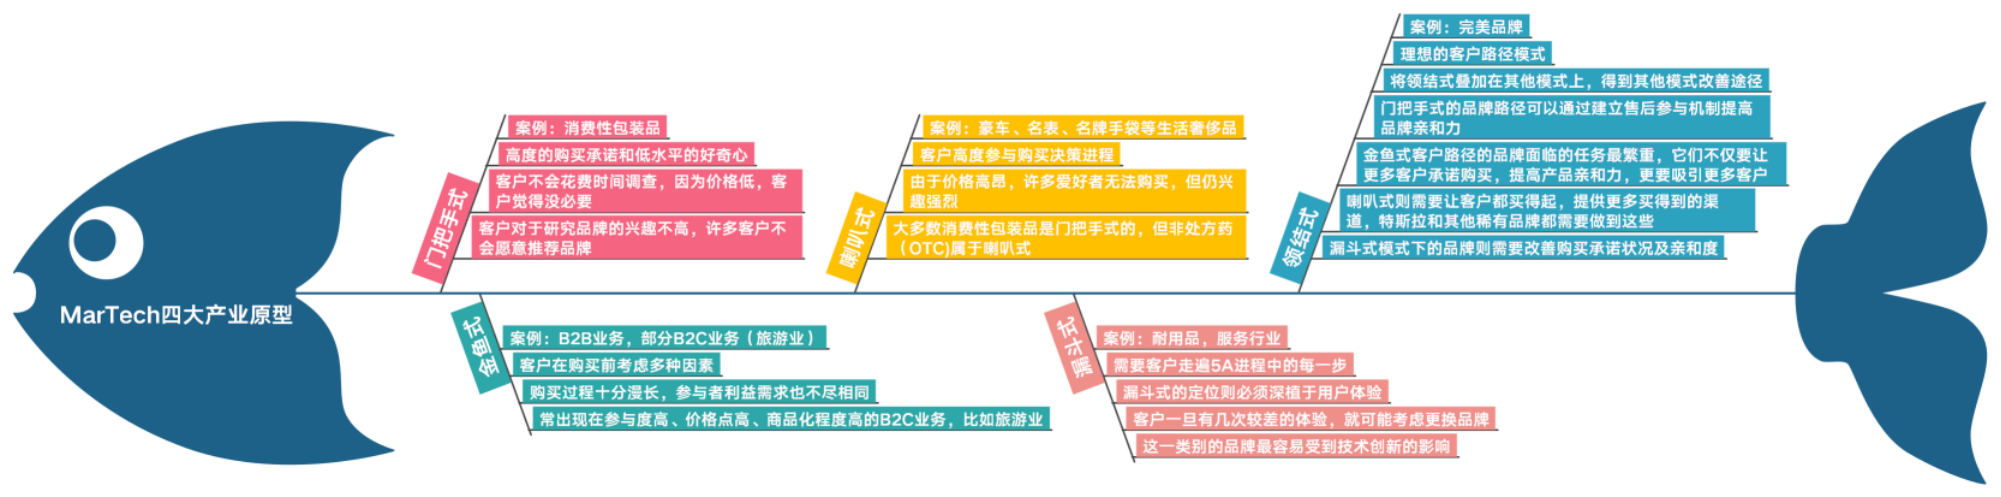 MarTech四大产业原型
门把手式
案例：消费性包装品
高度的购买承诺和低水平的好奇心
客户不会花费时间调查，因为价格低，客
户觉得没必要
客户对于研究品牌的兴趣不高，许多客户不
会愿意推荐品牌
金鱼式
案例：B2B业务，部分B2C业务（旅游业）
客户在购买前考虑多种因素
购买过程十分漫长，参与者利益需求也不尽相同
常出现在参与度高、价格点高、商品化程度高的B2C业务，比如旅游业
喇叭式
案例：豪车、名表、名牌手袋等生活奢侈品
客户高度参与购买决策进程
由于价格高昂，许多爱好者无法购买，但仍兴
趣强烈
大多数消费性包装品是门把手式的，但非处方药
（OTC)属于喇叭式
漏斗式
案例：耐用品，服务行业
需要客户走遍5A进程中的每一步
漏斗式的定位则必须深植于用户体验
客户一旦有几次较差的体验，就可能考虑更换品牌
这一类别的品牌最容易受到技术创新的影响
领结式
案例：完美品牌
理想的客户路径模式
将领结式叠加在其他模式上，得到其他模式改善途径
门把手式的品牌路径可以通过建立售后参与机制提高
品牌亲和力
金鱼式客户路径的品牌面临的任务最繁重，它们不仅要让
更多客户承诺购买，提高产品亲和力，更要吸引更多客户
喇叭式则需要让客户都买得起，提供更多买得到的渠
道，特斯拉和其他稀有品牌都需要做到这些
漏斗式模式下的品牌则需要改善购买承诺状况及亲和度